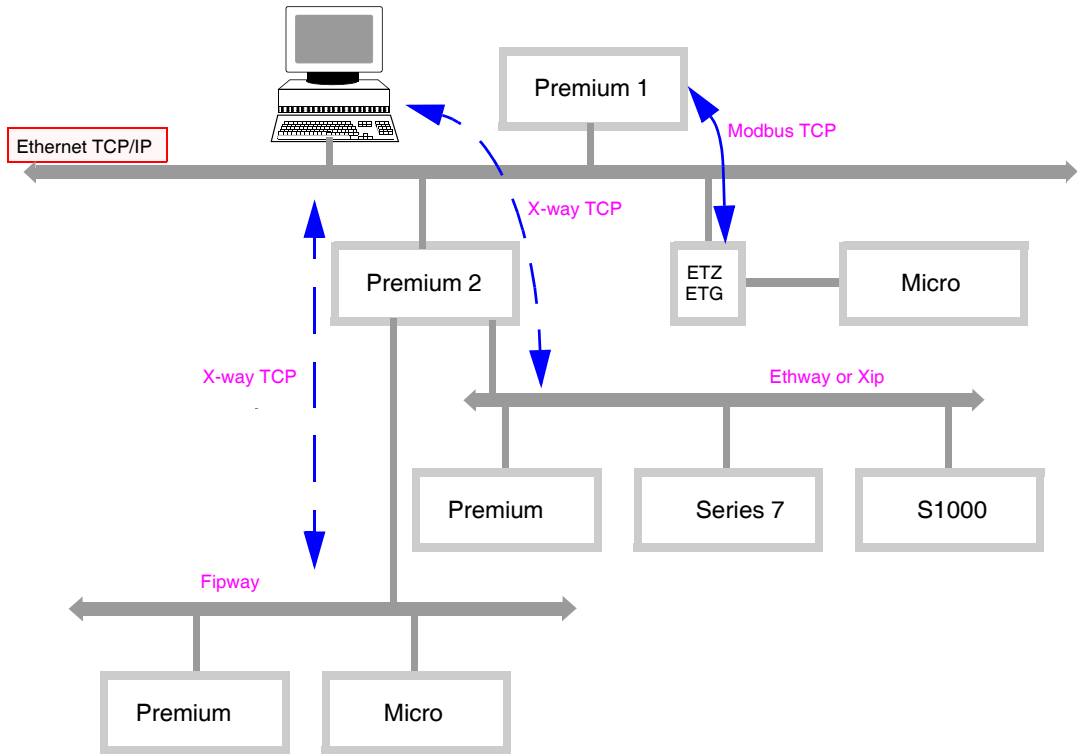 Premium 1
Modbus TCP
Ethernet TCP/IP
X-way TCP
Premium 2
ETZ
ETG
Micro
X-way TCP
Ethway or Xip
Premium
Series 7
S1000
Fipway
Premium
Micro